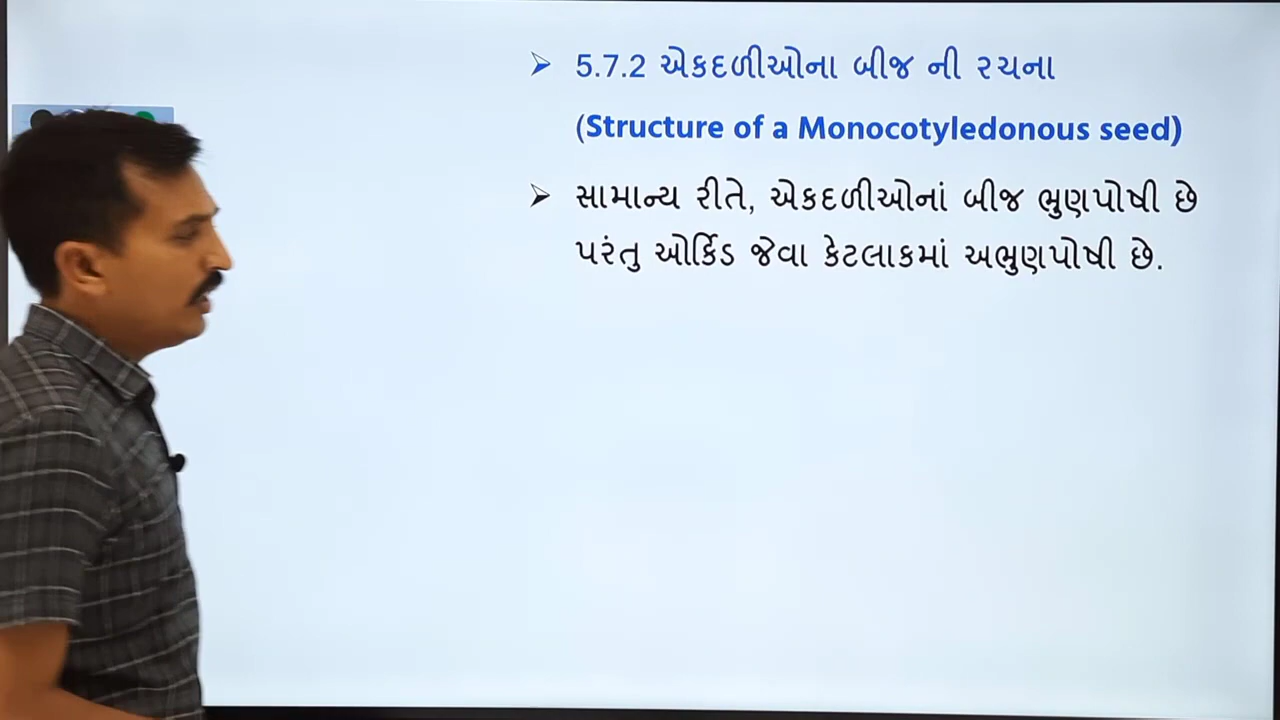 ➢ 5.7.2 એકદળીઓના બીજ ની રચના
(Structure of a Monocotyledonous seed)
➢ સામાન્ય રીતે, એકદળીઓનાં બીજ ભુણપોષી છે
પરંતુ ઓર્કિડ જેવા કેટલાકમાં અભુણપોષી છે.